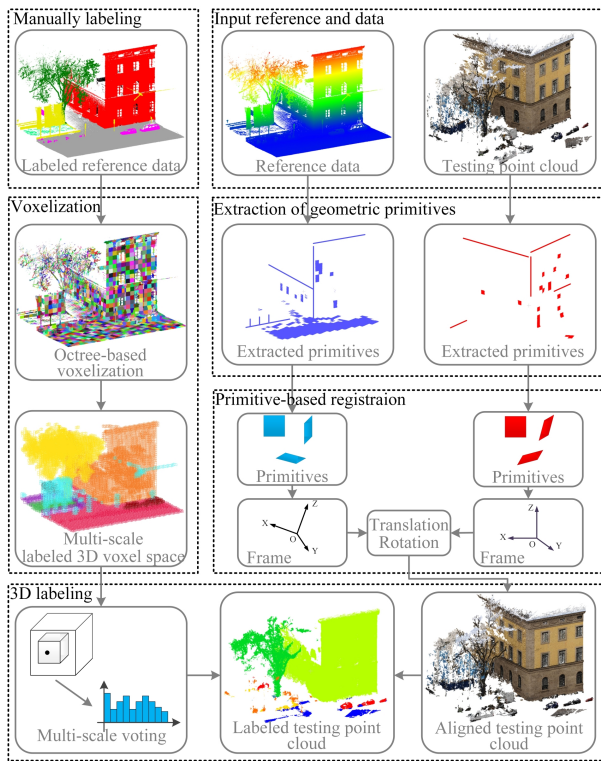 Manually labeling
Input reference and data
Labeled reference data
Reference data
Testing point cloud
Voxelization
Extraction of geometric primitives
Octree-based
voxelization
Extracted primitives
Extracted primitives
Primitive-based registraion
Primitives
Primitives
Multi-scale
labeled 3D voxel space
Z
X
O
Y
Frame
Translation
Rotation
Z
X
O
Y
Frame
3D labeling
Multi-scale voting
Labeled testing point
cloud
Aligned testing point
cloud